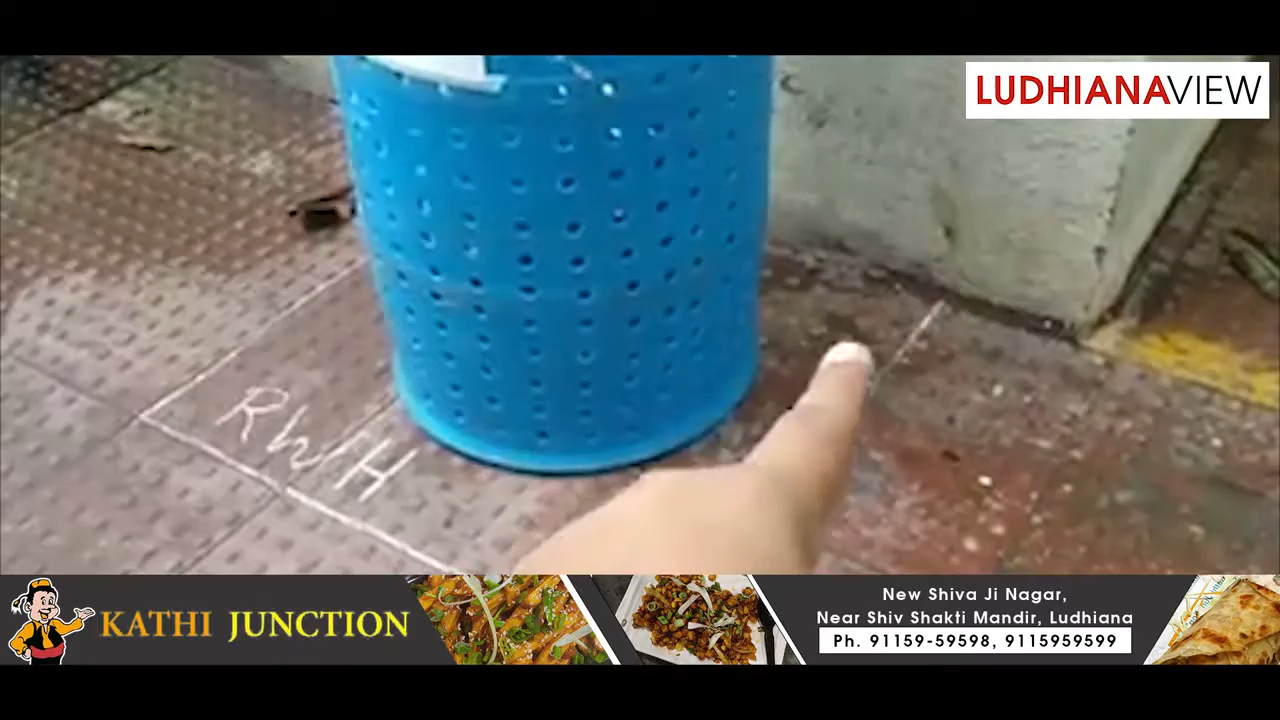 LUDHIANAVIEW
RWH
KATHI JUNCTION
New Shiva Ji Nagar,
Near Shiv Shakti Mandir, Ludhiana
Ph. 91159-59598, 9115959599